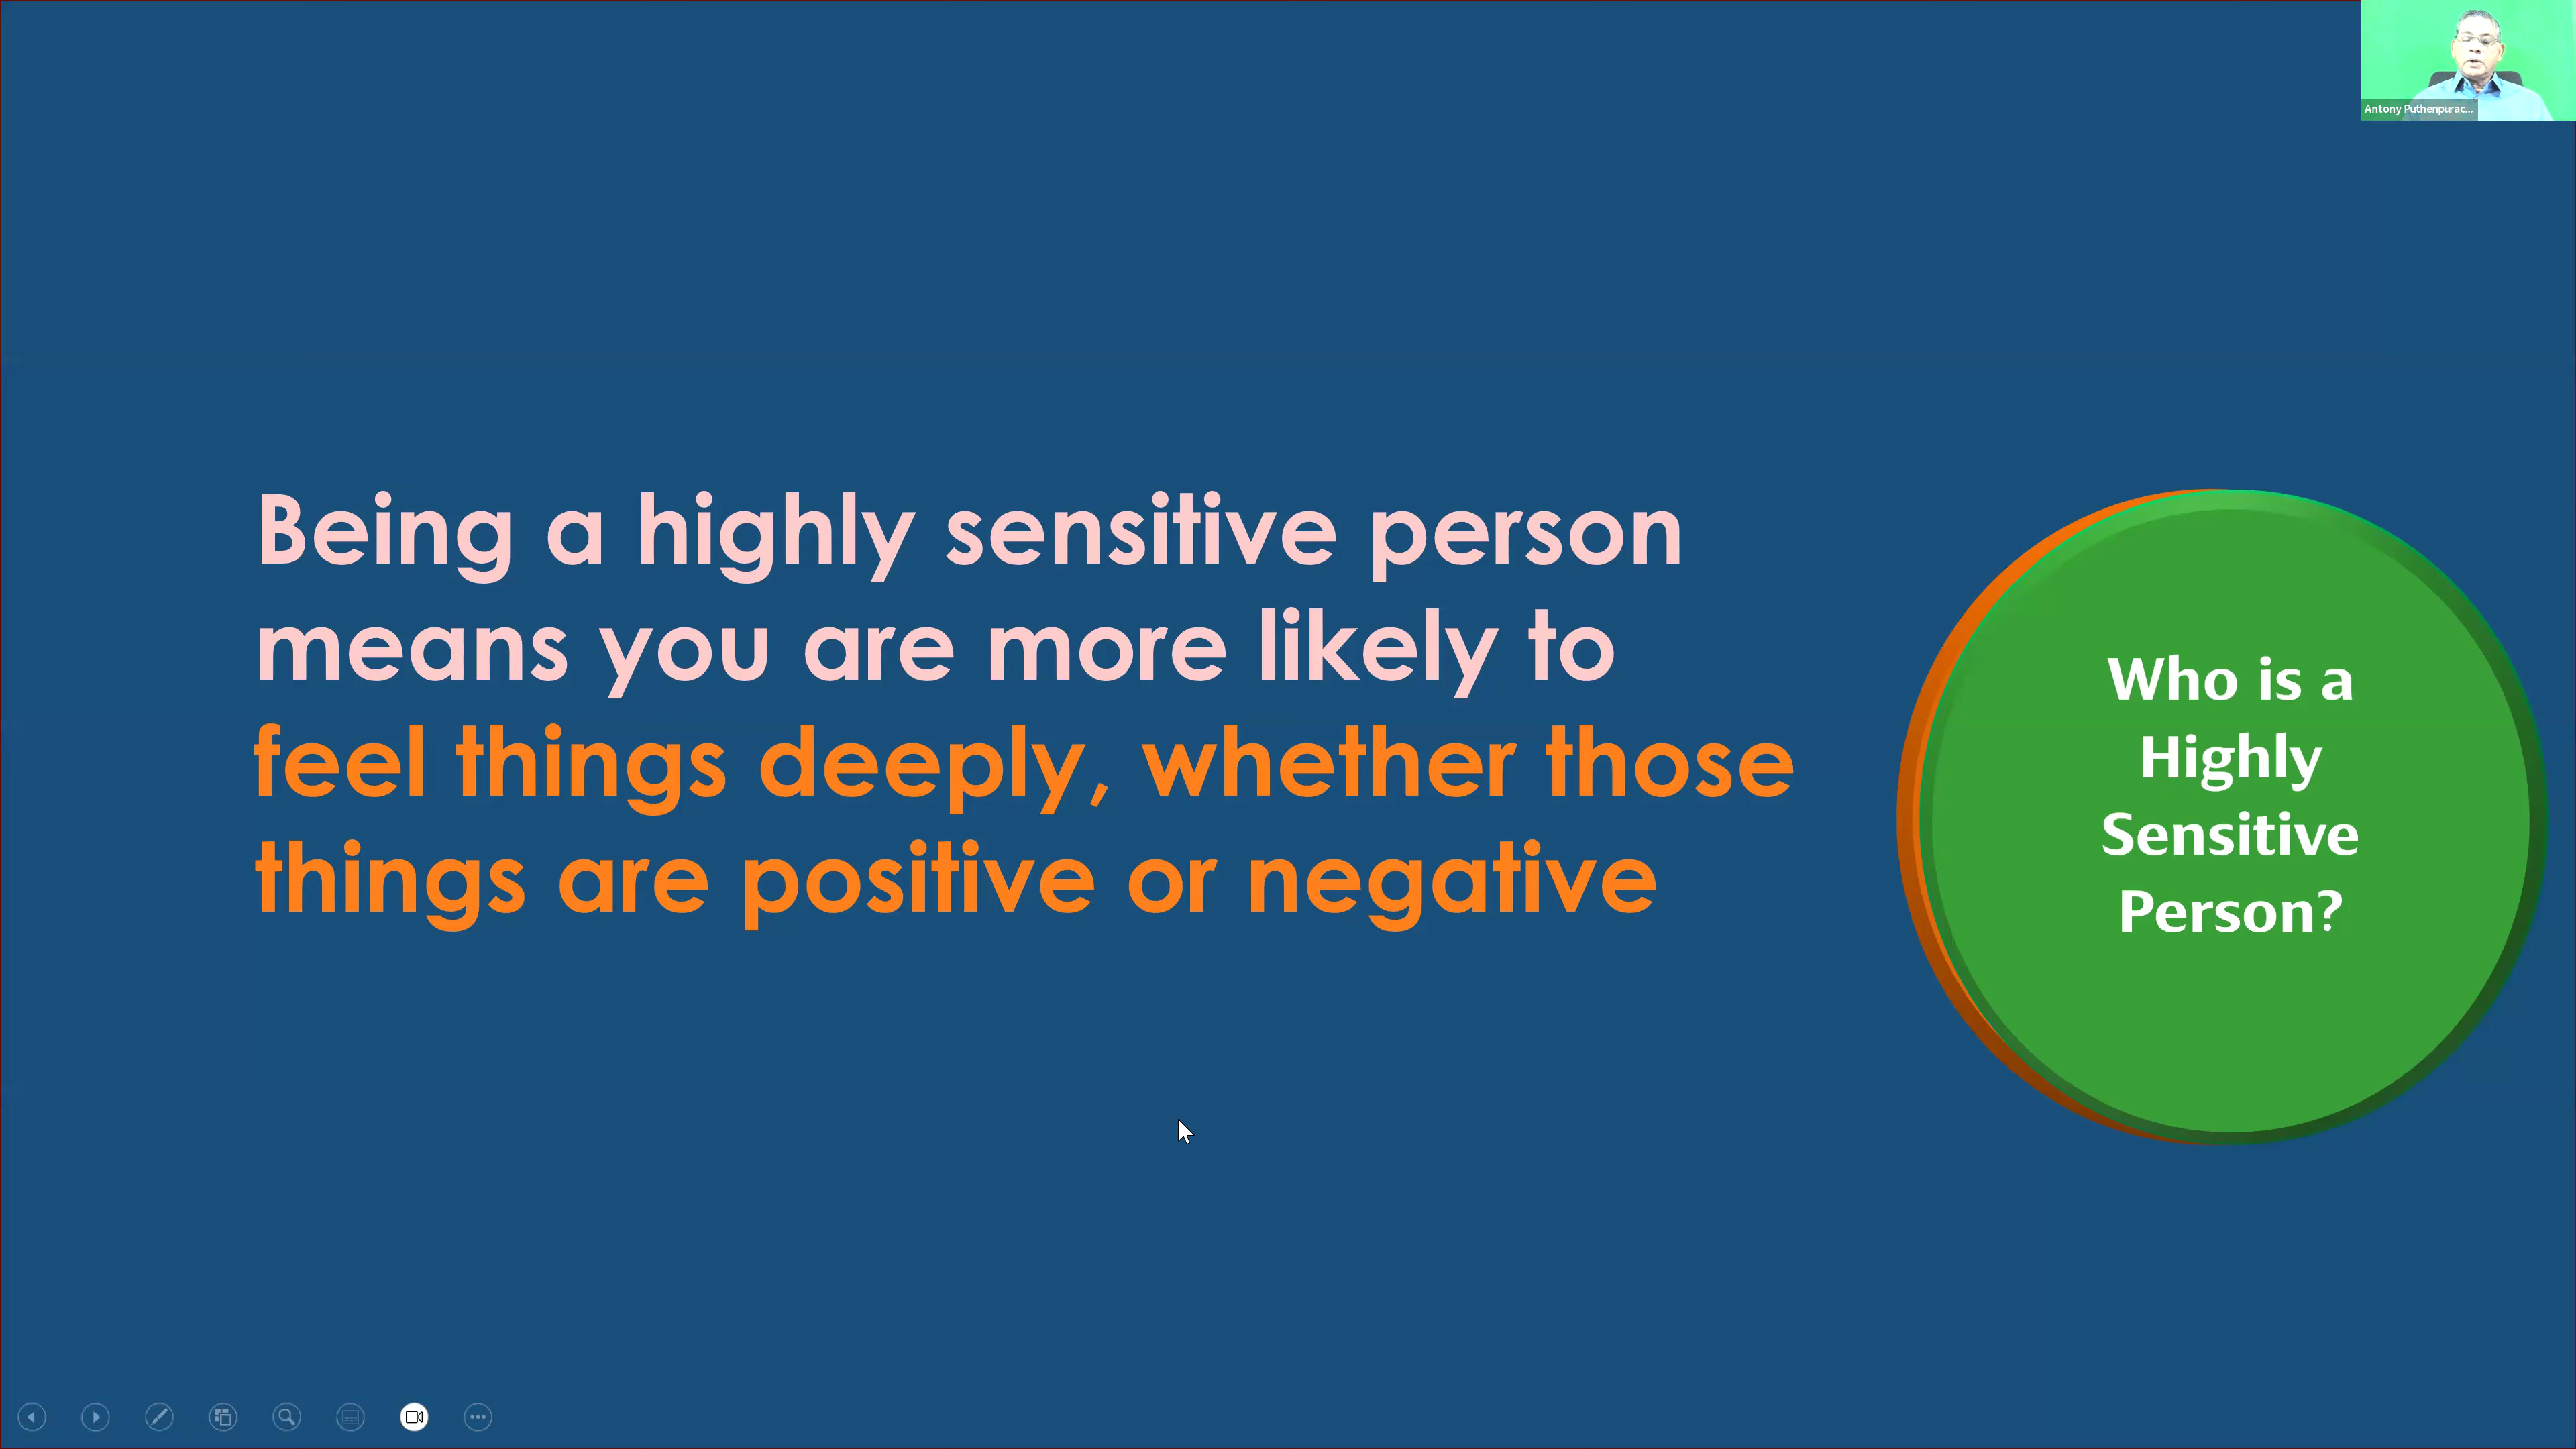 Antony Puthenpurac...
Being a highly sensitive person
means you are more likely to
feel things deeply, whether those
things are positive or negative
Who is a
Highly
Sensitive
Person?